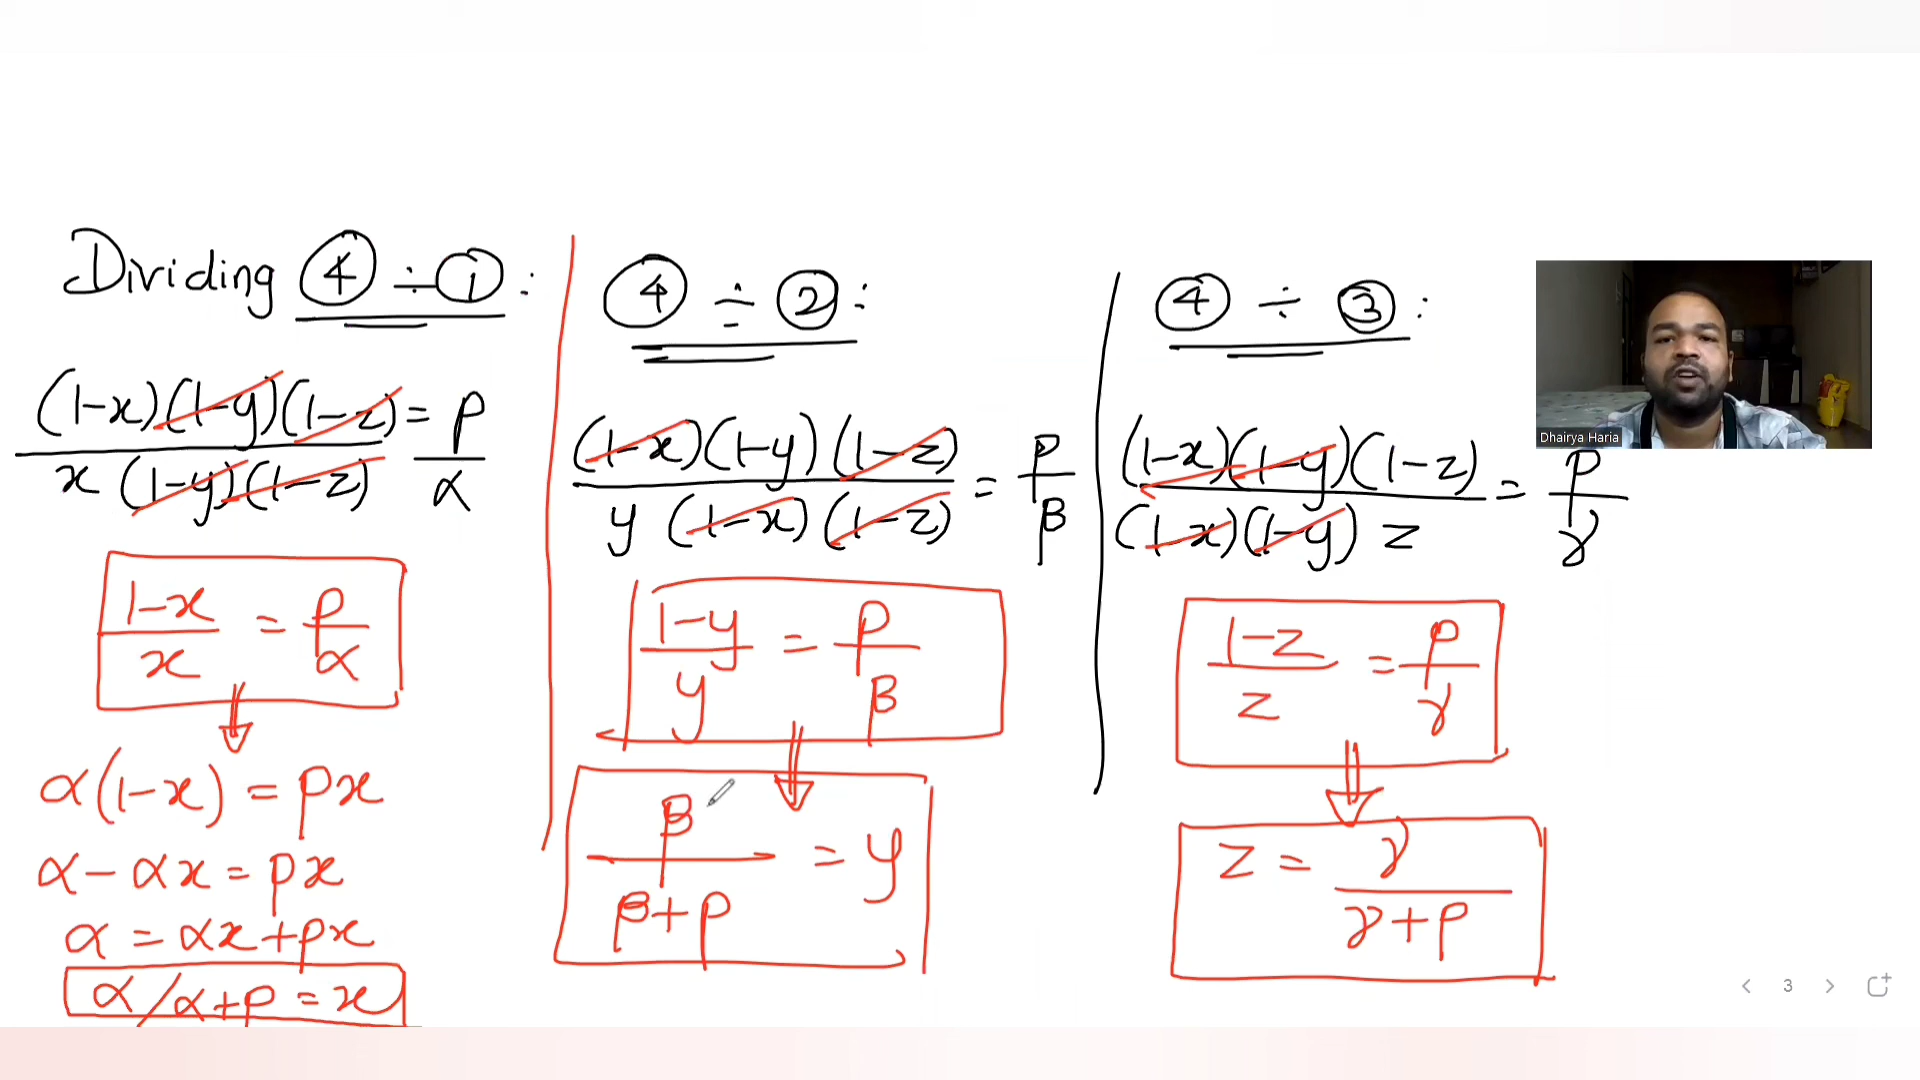 Dividing ④ ÷ ① :
(1-x)(1-y)(1-z) = p
x (1-y)(1-z) α
1-x = p
x α
α(1-x) = px
α - αx = px
α = αx + px
α/α+p = x
④ ÷ ② :
(1-x)(1-y)(1-z) = p
y (1-x)(1-z) β
1-y = p
y β
β = y
β+p
④ ÷ ③ :
(1-x)(1-y)(1-z) = p
(1-x)(1-y) z γ
1-z = p
z γ
z = γ
γ+p
Dhairya Haria
3